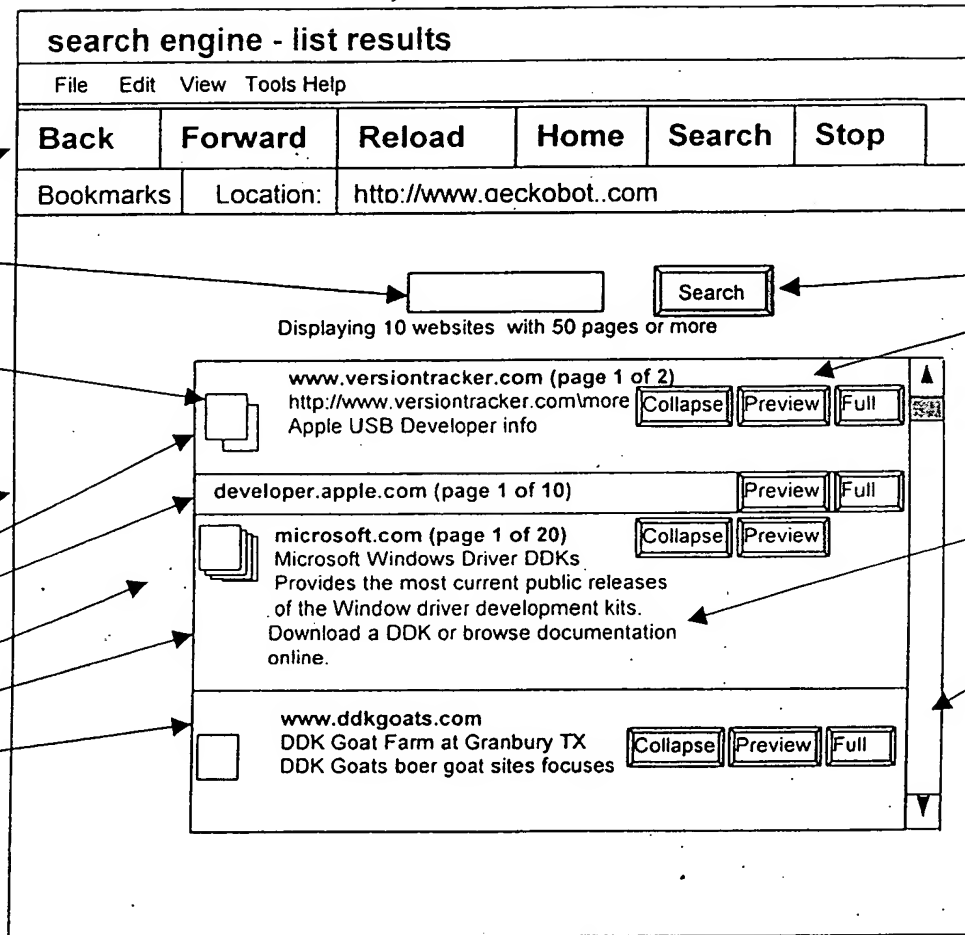 search engine - list results
File Edit View Tools Help
Back Forward Reload Home Search Stop
Bookmarks Location: http://www.geckobot..com
Search
Displaying 10 websites with 50 pages or more
www.versiontracker.com (page 1 of 2)
http://www.versiontracker.com\more Collapse Preview Full
Apple USB Developer info
developer.apple.com (page 1 of 10) Preview Full
microsoft.com (page 1 of 20) Collapse Preview
Microsoft Windows Driver DDKs
Provides the most current public releases
of the Window driver development kits.
Download a DDK or browse documentation
online.
www.ddkgoats.com
DDK Goat Farm at Granbury TX Collapse Preview Full
DDK Goats boer goat sites focuses